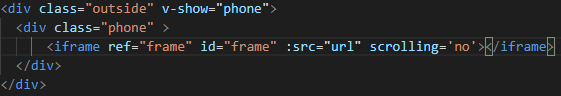 <div class="outside" v-show="phone">
<div class="phone" >
<iframe ref="frame" id="frame" :src="url" scrolling='no'></iframe>
</div>
</div>